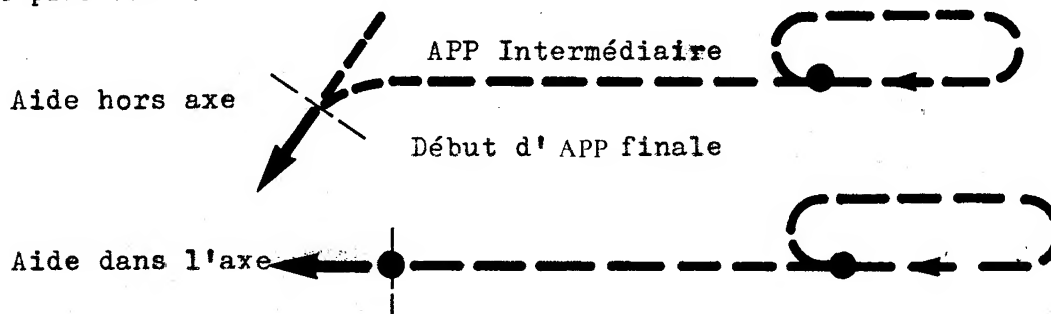 APP Intermédiaire
Aide hors axe
Début d' APP finale
Aide dans l'axe